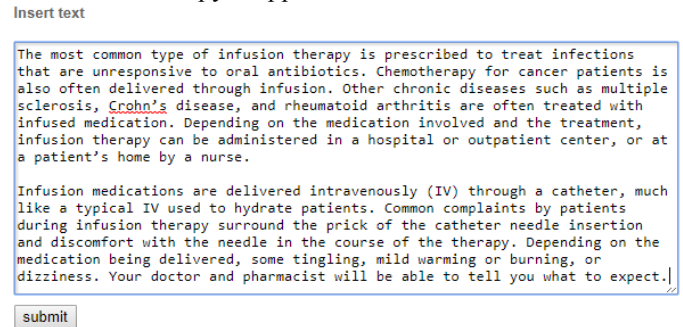 Insert text
The most common type of infusion therapy is prescribed to treat infections
that are unresponsive to oral antibiotics. Chemotherapy for cancer patients is
also often delivered through infusion. Other chronic diseases such as multiple
sclerosis, Crohn’s disease, and rheumatoid arthritis are often treated with
infused medication. Depending on the medication involved and the treatment,
infusion therapy can be administered in a hospital or outpatient center, or at
a patient’s home by a nurse.
Infusion medications are delivered intravenously (IV) through a catheter, much
like a typical IV used to hydrate patients. Common complaints by patients
during infusion therapy surround the prick of the catheter needle insertion
and discomfort with the needle in the course of the therapy. Depending on the
medication being delivered, some tingling, mild warming or burning, or
dizziness. Your doctor and pharmacist will be able to tell you what to expect.
submit